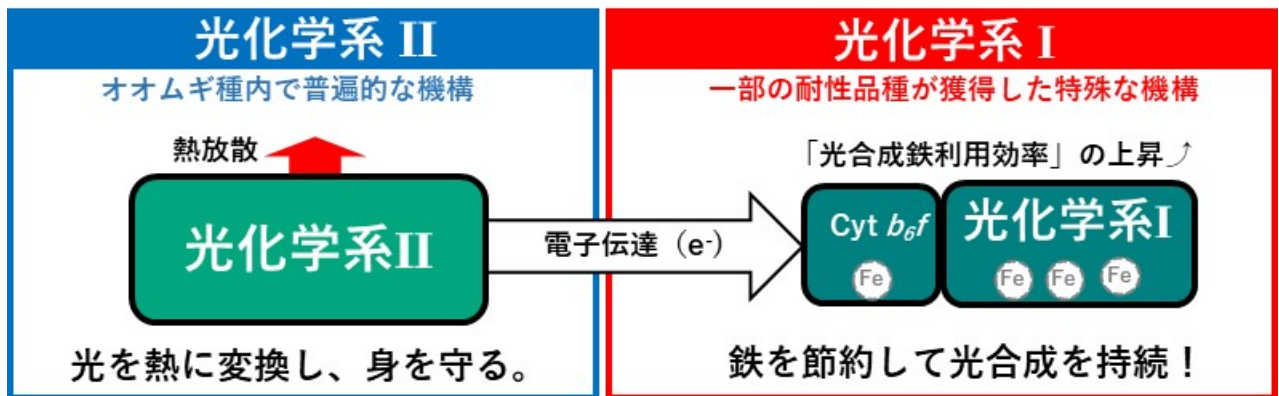 光化学系 II
オオムギ種内で普遍的な機構
熱放散
光化学系II
光を熱に変換し、身を守る。
電子伝達（e-）
光化学系 I
一部の耐性品種が獲得した特殊な機構
「光合成鉄利用効率」の上昇⤴
Cyt b6f
Fe
光化学系I
Fe Fe Fe
鉄を節約して光合成を持続！